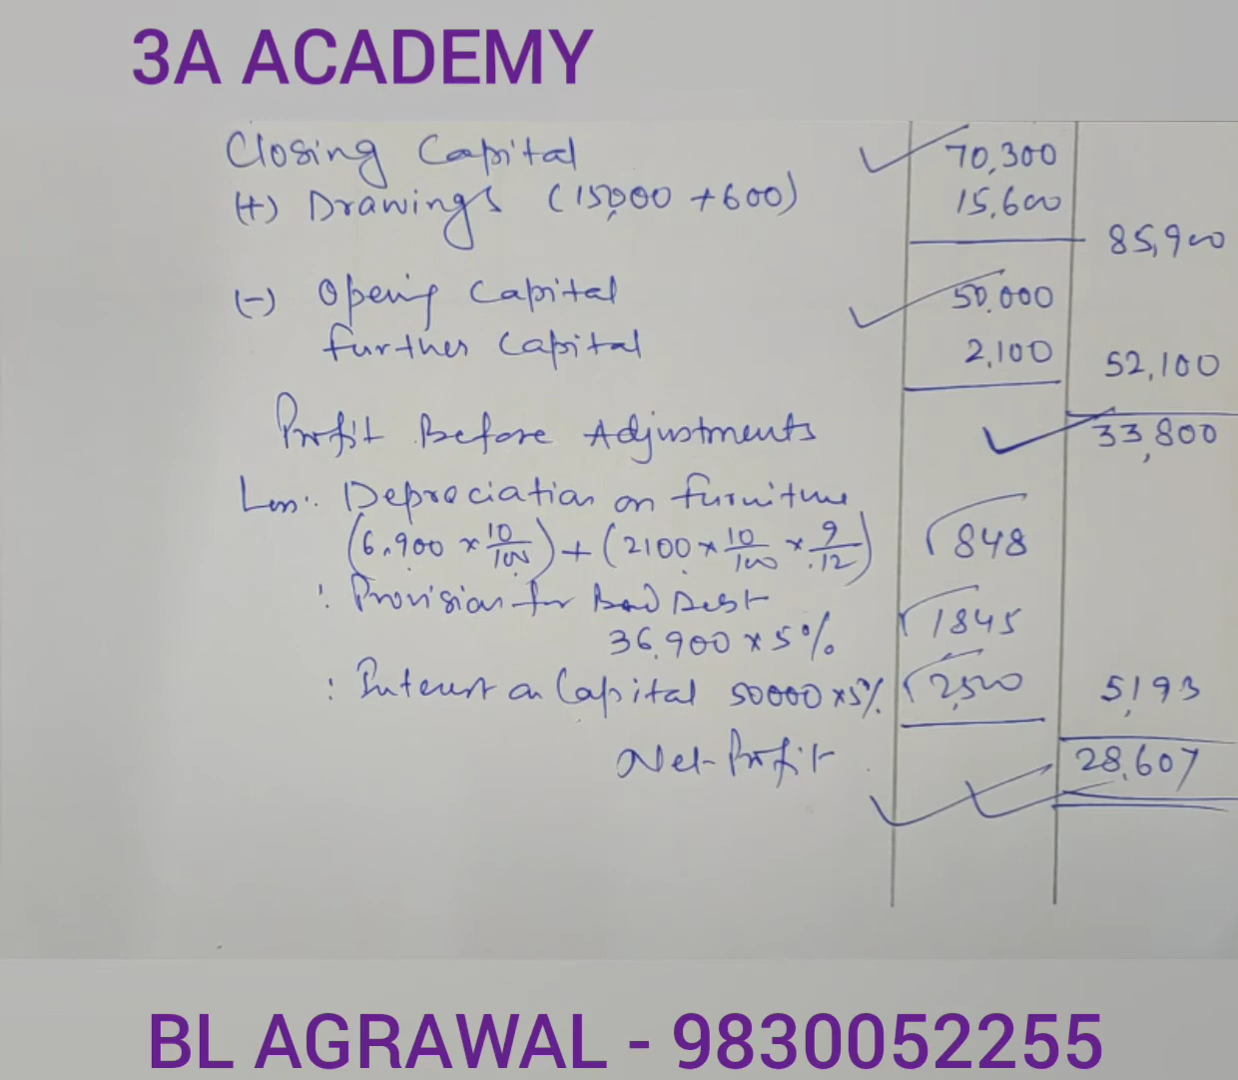 3A ACADEMY
Closing Capital 70,300
(+) Drawings (15,000 + 600) 15,600
85,900
(-) Opening Capital 50,000
further Capital 2,100 52,100
Profit Before Adjustments 33,800
Less: Depreciation on furniture
(6,900 × 10/100) + (2100 × 10/100 × 9/12) 848
: Provision for Bad Debt
36,900 × 5% 1845
: Interest on Capital 50000 × 5% 2,500 5,193
Net Profit 28,607
BL AGRAWAL - 9830052255